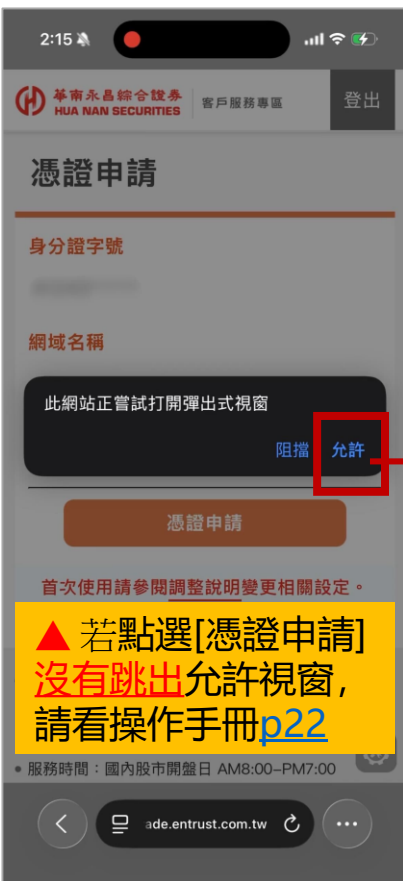 2:15
華南永昌綜合證券
HUA NAN SECURITIES
客戶服務專區
登出
憑證申請
身分證字號
網域名稱
此網站正嘗試打開彈出式視窗
阻擋 允許
憑證申請
首次使用請參閱調整說明變更相關設定。
▲ 若點選[憑證申請]
沒有跳出允許視窗,
請看操作手冊p22
• 服務時間：國內股市開盤日 AM8:00–PM7:00
ade.entrust.com.tw